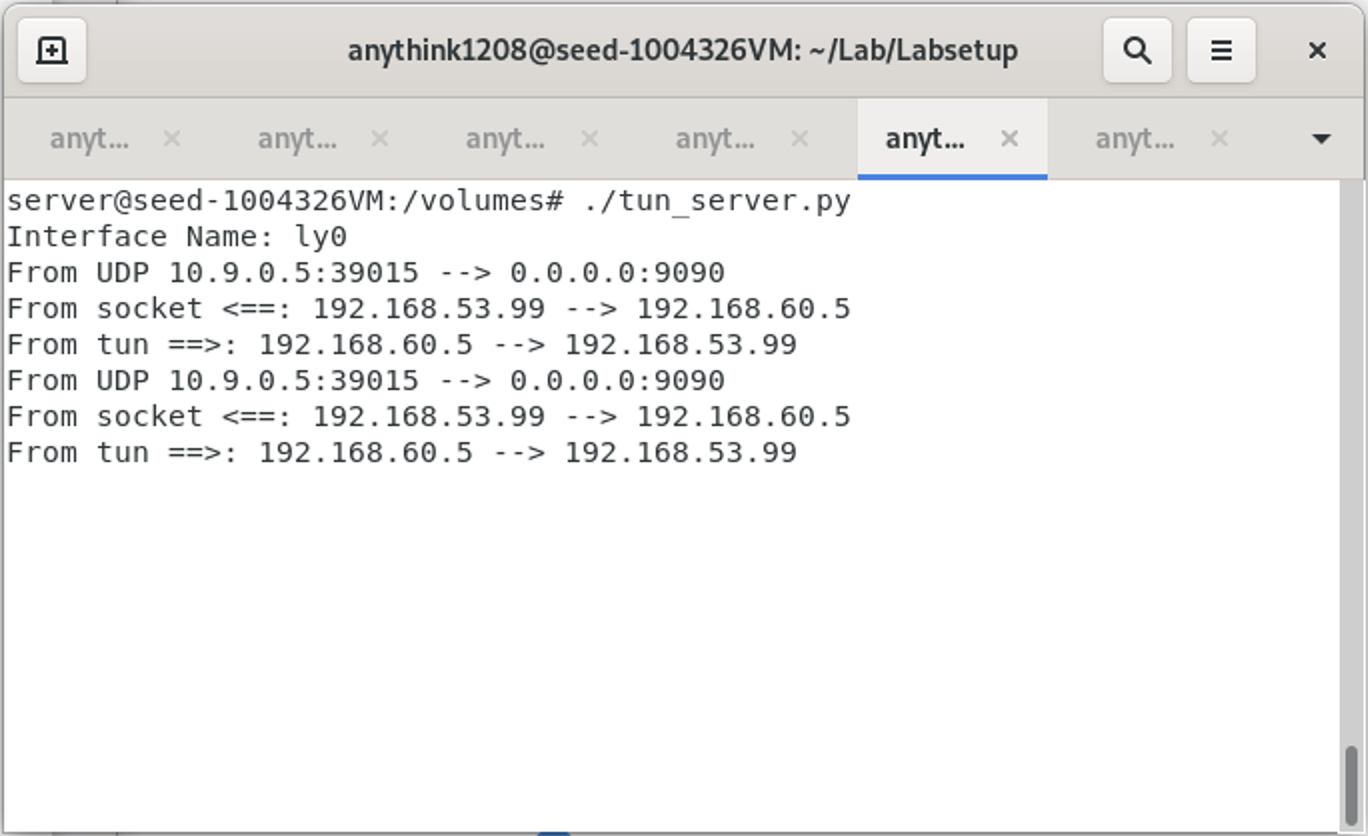 anythink1208@seed-1004326VM: ~/Lab/Labsetup
anyt... anyt... anyt... anyt... anyt... anyt...
server@seed-1004326VM:/volumes# ./tun_server.py
Interface Name: ly0
From UDP 10.9.0.5:39015 --> 0.0.0.0:9090
From socket <==: 192.168.53.99 --> 192.168.60.5
From tun ==>: 192.168.60.5 --> 192.168.53.99
From UDP 10.9.0.5:39015 --> 0.0.0.0:9090
From socket <==: 192.168.53.99 --> 192.168.60.5
From tun ==>: 192.168.60.5 --> 192.168.53.99